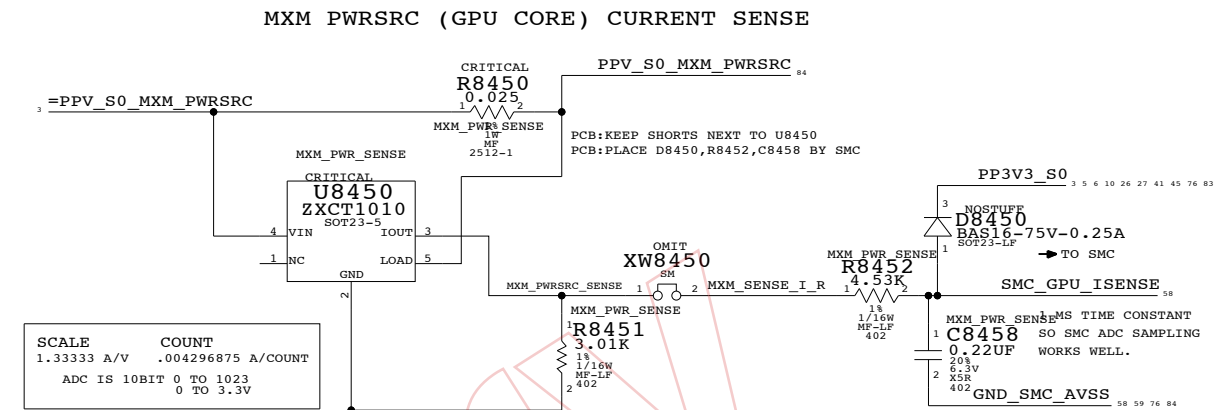 MXM PWRSRC (GPU CORE) CURRENT SENSE
CRITICAL
R8450
0.025
1 2
MXM_PWR_SENSE
1%
1W
MF
2512-1
PPV_S0_MXM_PWRSRC 84
3 =PPV_S0_MXM_PWRSRC
PCB:KEEP SHORTS NEXT TO U8450
PCB:PLACE D8450,R8452,C8458 BY SMC
MXM_PWR_SENSE
CRITICAL
U8450
ZXCT1010
SOT23-5
4 VIN IOUT 3
1 NC LOAD 5
GND
2
PP3V3_S0 3 5 6 10 26 27 41 45 76 83
3
NOSTUFF
D8450
BAS16-75V-0.25A
SOT23-LF
1
TO SMC
OMIT
XW8450
SM
MXM_PWRSRC_SENSE 1 2 MXM_SENSE_I_R
MXM_PWR_SENSE
R8452
4.53K
1 2
1%
1/16W
MF-LF
402
SMC_GPU_ISENSE 58
MXM_PWR_SENSE
1
R8451
3.01K
1%
1/16W
MF-LF
402
2
MXM_PWR_SENSE
1
C8458
0.22UF
20%
6.3V
X5R
402
2
1 MS TIME CONSTANT
SO SMC ADC SAMPLING
WORKS WELL.
GND_SMC_AVSS 58 59 76 84
SCALE COUNT
1.33333 A/V .004296875 A/COUNT
ADC IS 10BIT 0 TO 1023
0 TO 3.3V